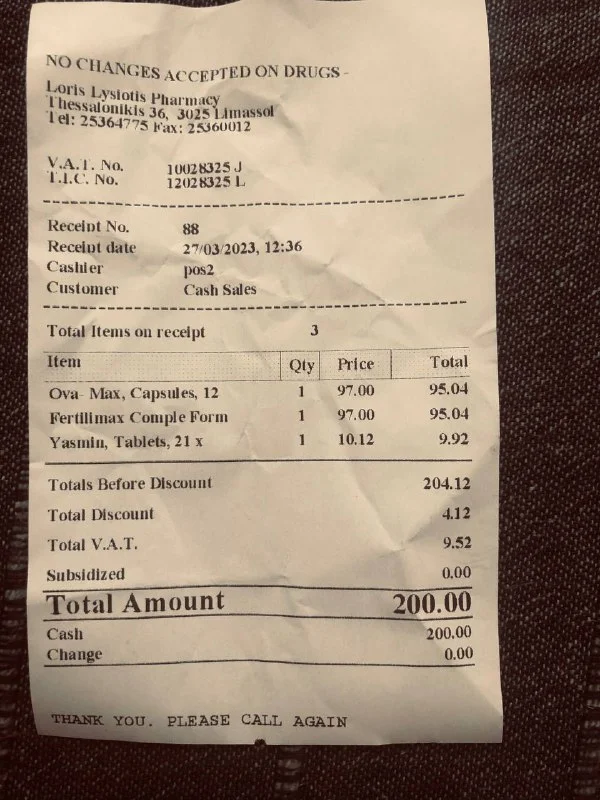 NO CHANGES ACCEPTED ON DRUGS -
Loris Lysiotis Pharmacy
Thessalonikis 36, 3025 Limassol
Tel: 25364775 Fax: 25360012
V.A.T. No. 10028325 J
T.I.C. No. 12028325 L
Receipt No. 88
Receipt date 27/03/2023, 12:36
Cashier pos2
Customer Cash Sales
Total Items on receipt 3
Item Qty Price Total
Ova- Max, Capsules, 12 1 97.00 95.04
Fertilimax Comple Form 1 97.00 95.04
Yasmin, Tablets, 21 x 1 10.12 9.92
Totals Before Discount 204.12
Total Discount 4.12
Total V.A.T. 9.52
Subsidized 0.00
Total Amount 200.00
Cash 200.00
Change 0.00
THANK YOU. PLEASE CALL AGAIN